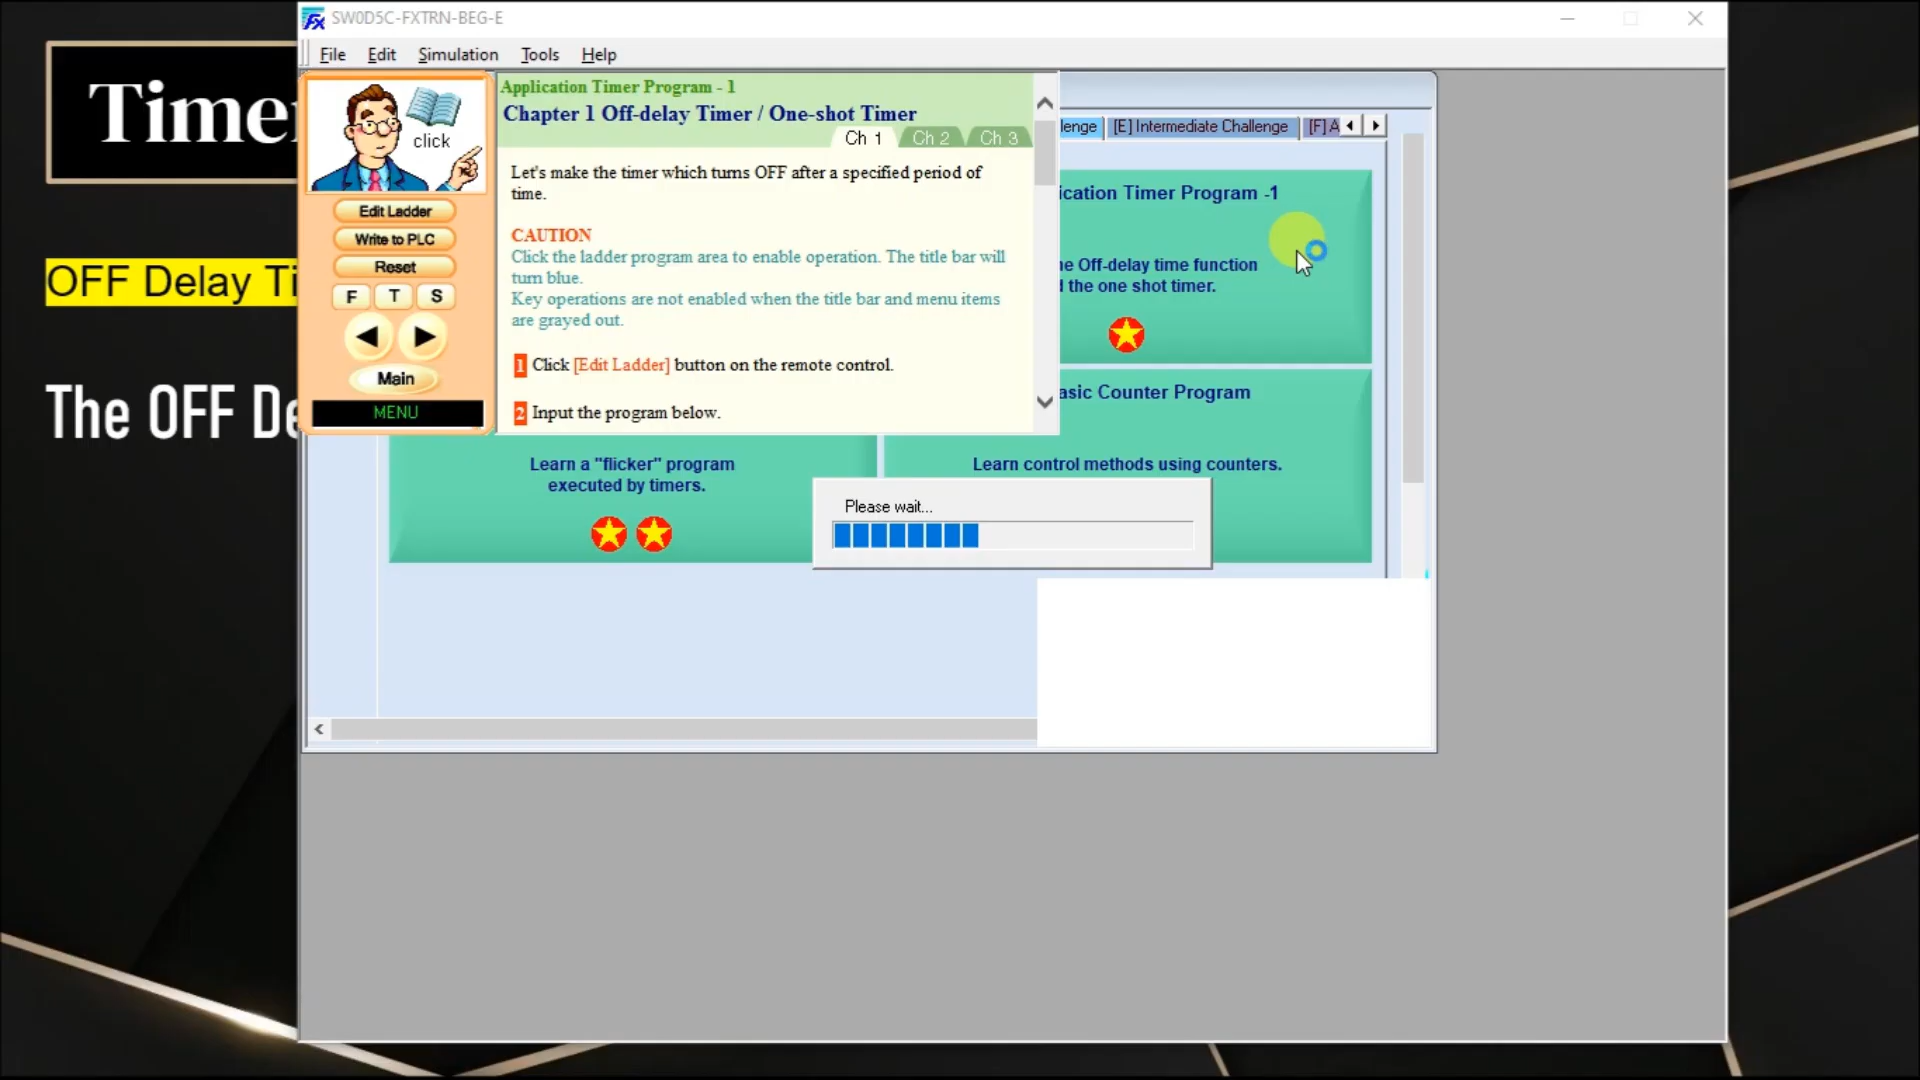 Timer
OFF Delay Ti
The OFF De
SW0D5C-FXTRN-BEG-E
File Edit Simulation Tools Help
click
Edit Ladder
Write to PLC
Reset
F T S
Main
MENU
Application Timer Program - 1
Chapter 1 Off-delay Timer / One-shot Timer
Ch 1 Ch 2 Ch 3
Let's make the timer which turns OFF after a specified period of
time.
CAUTION
Click the ladder program area to enable operation. The title bar will
turn blue.
Key operations are not enabled when the title bar and menu items
are grayed out.
1 Click [Edit Ladder] button on the remote control.
2 Input the program below.
lenge [E] Intermediate Challenge [F] A
ication Timer Program -1
e Off-delay time function
the one shot timer.
asic Counter Program
Learn a "flicker" program
executed by timers.
Learn control methods using counters.
Please wait...